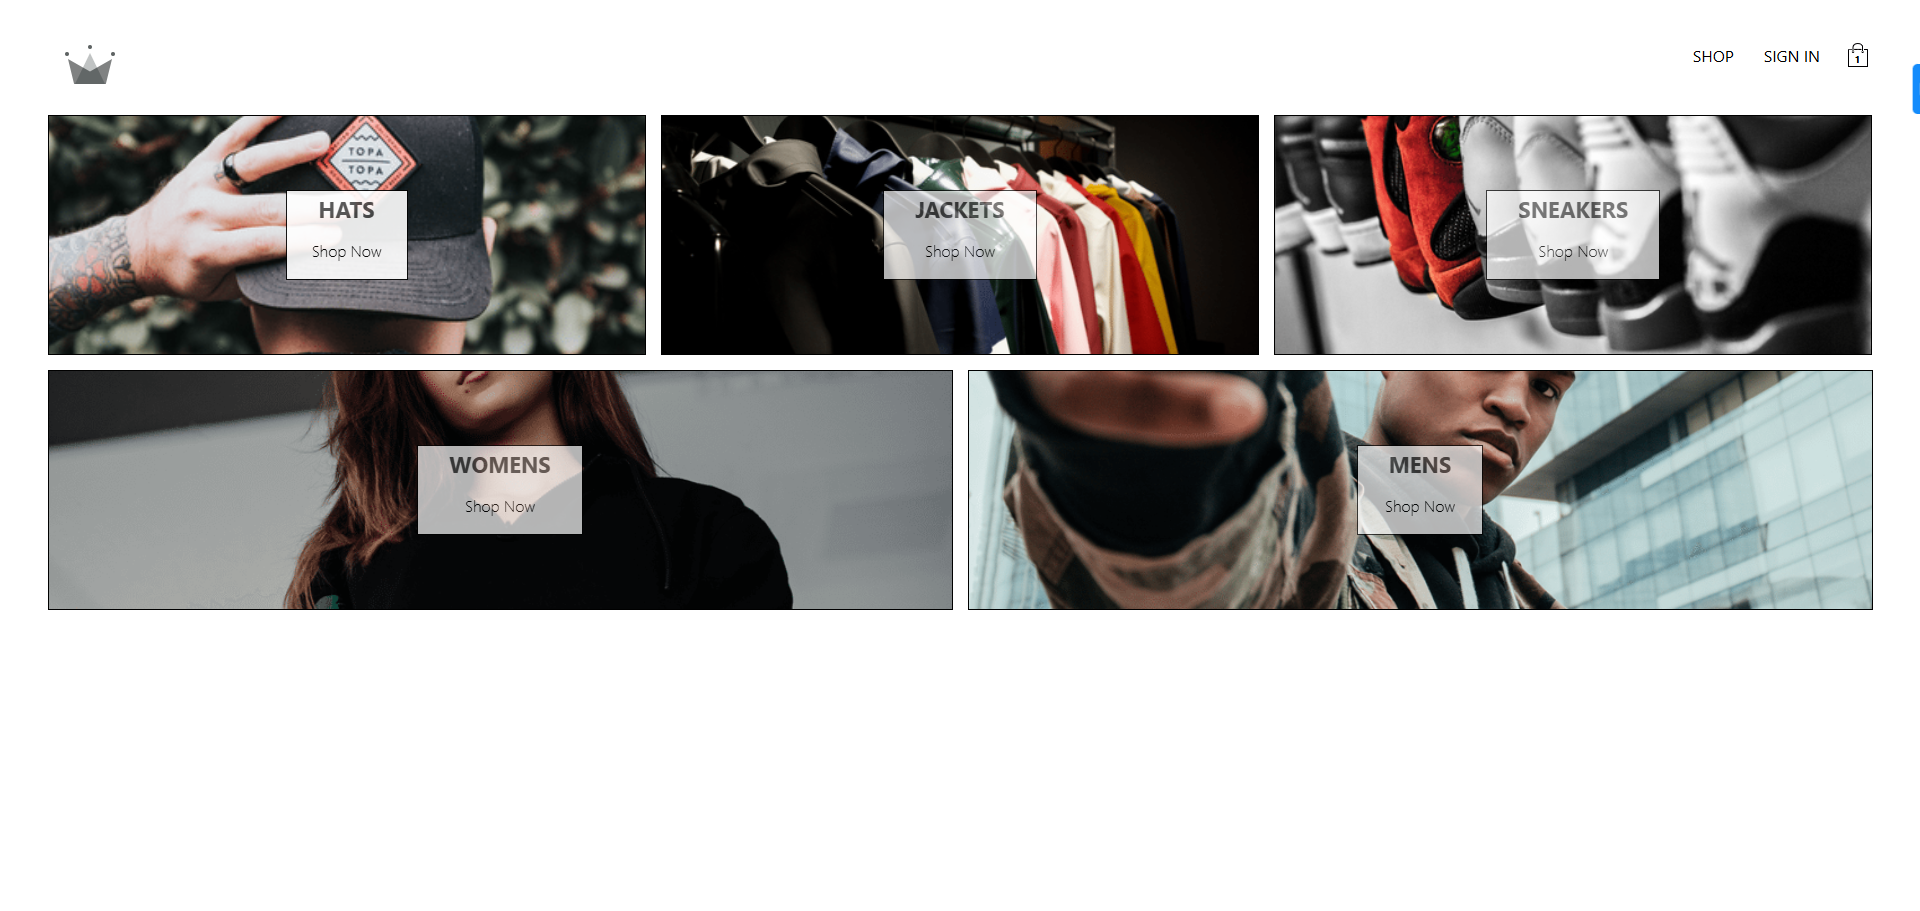 SHOP
SIGN IN
1
TOPA
TOPA
HATS
Shop Now
JACKETS
Shop Now
SNEAKERS
Shop Now
WOMENS
Shop Now
MENS
Shop Now